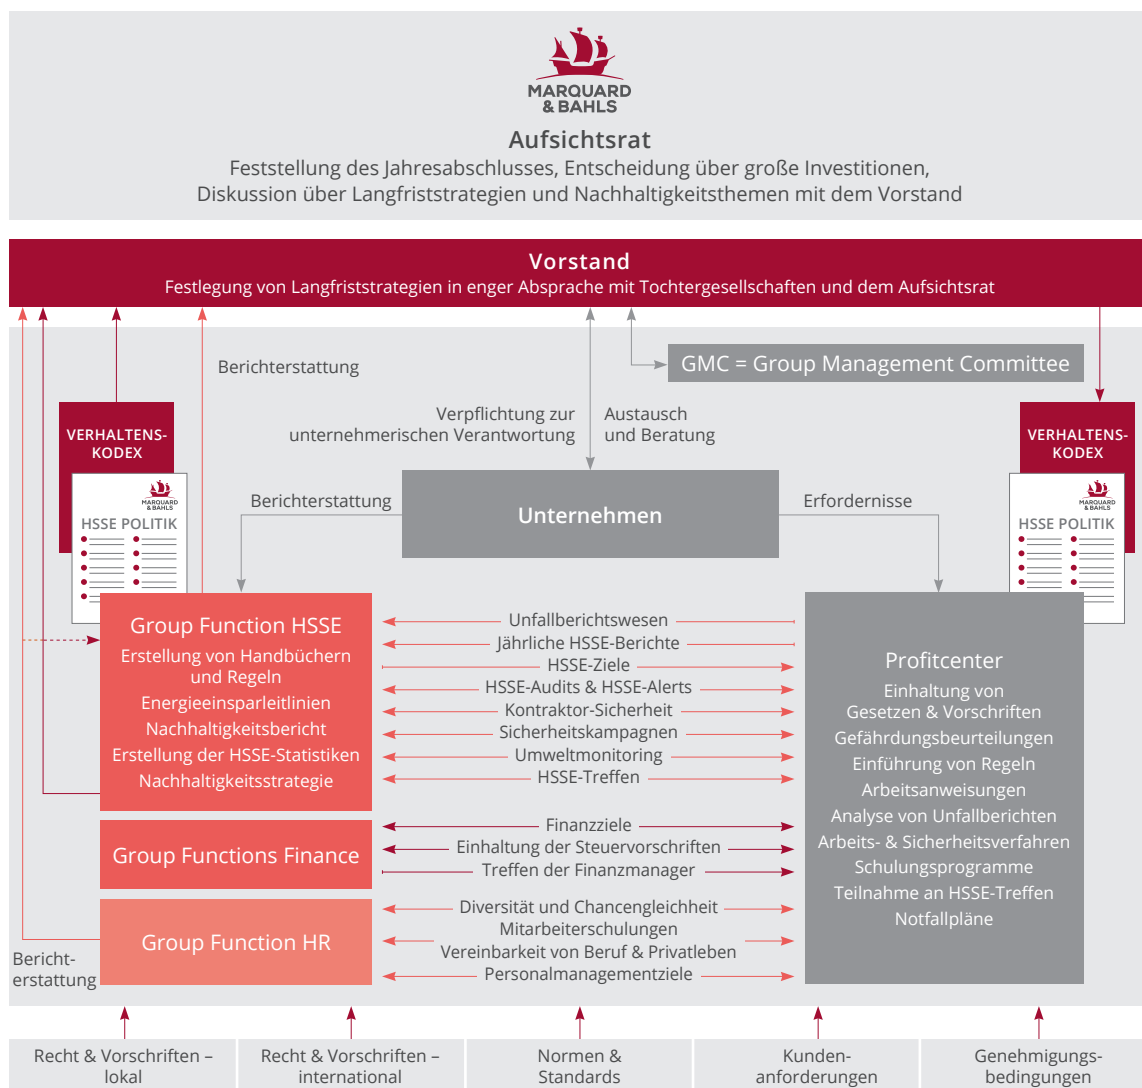 MARQUARD
& BAHLS
Aufsichtsrat
Feststellung des Jahresabschlusses, Entscheidung über große Investitionen,
Diskussion über Langfriststrategien und Nachhaltigkeitsthemen mit dem Vorstand
Vorstand
Festlegung von Langfriststrategien in enger Absprache mit Tochtergesellschaften und dem Aufsichtsrat
Berichterstattung
GMC = Group Management Committee
Verpflichtung zur
unternehmerischen Verantwortung
Austausch
und Beratung
VERHALTENS-
KODEX
MARQUARD
& BAHLS
HSSE POLITIK
VERHALTENS-
KODEX
MARQUARD
& BAHLS
HSSE POLITIK
Berichterstattung
Unternehmen
Erfordernisse
Group Function HSSE
Erstellung von Handbüchern
und Regeln
Energieeinsparleitlinien
Nachhaltigkeitsbericht
Erstellung der HSSE-Statistiken
Nachhaltigkeitsstrategie
Unfallberichtswesen
Jährliche HSSE-Berichte
HSSE-Ziele
HSSE-Audits & HSSE-Alerts
Kontraktor-Sicherheit
Sicherheitskampagnen
Umweltmonitoring
HSSE-Treffen
Profitcenter
Einhaltung von
Gesetzen & Vorschriften
Gefährdungsbeurteilungen
Einführung von Regeln
Arbeitsanweisungen
Analyse von Unfallberichten
Arbeits- & Sicherheitsverfahren
Schulungsprogramme
Teilnahme an HSSE-Treffen
Notfallpläne
Group Functions Finance
Finanzziele
Einhaltung der Steuervorschriften
Treffen der Finanzmanager
Group Function HR
Diversität und Chancengleichheit
Mitarbeiterschulungen
Vereinbarkeit von Beruf & Privatleben
Personalmanagementziele
Bericht-
erstattung
Recht & Vorschriften –
lokal
Recht & Vorschriften –
international
Normen &
Standards
Kunden-
anforderungen
Genehmigungs-
bedingungen